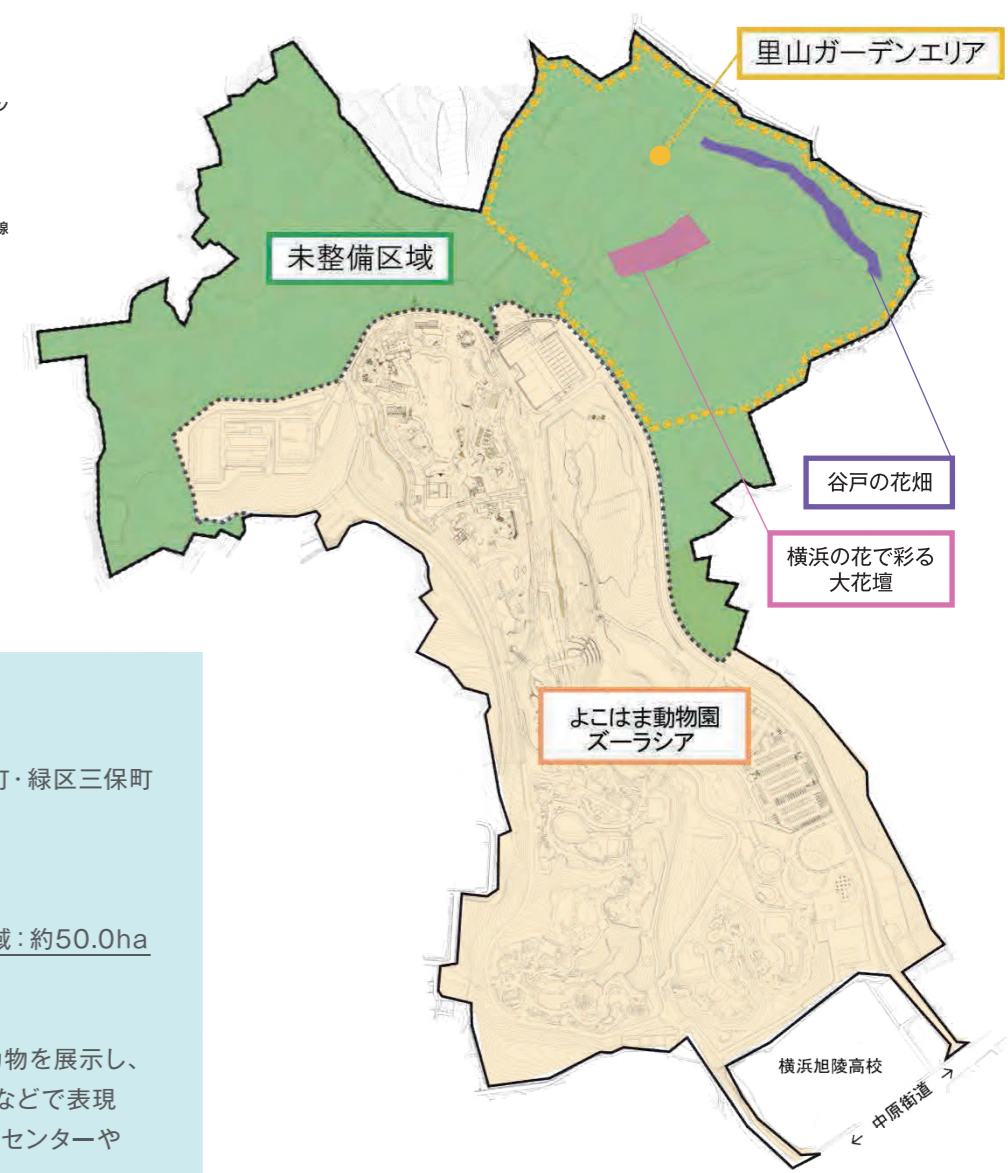 里山ガーデンエリア
ン
線
未整備区域
谷戸の花畑
横浜の花で彩る
大花壇
よこはま動物園
ズーラシア
町・緑区三保町
域：約50.0ha
物を展示し、
などで表現
センターや
横浜旭陵高校
← 中原街道 →